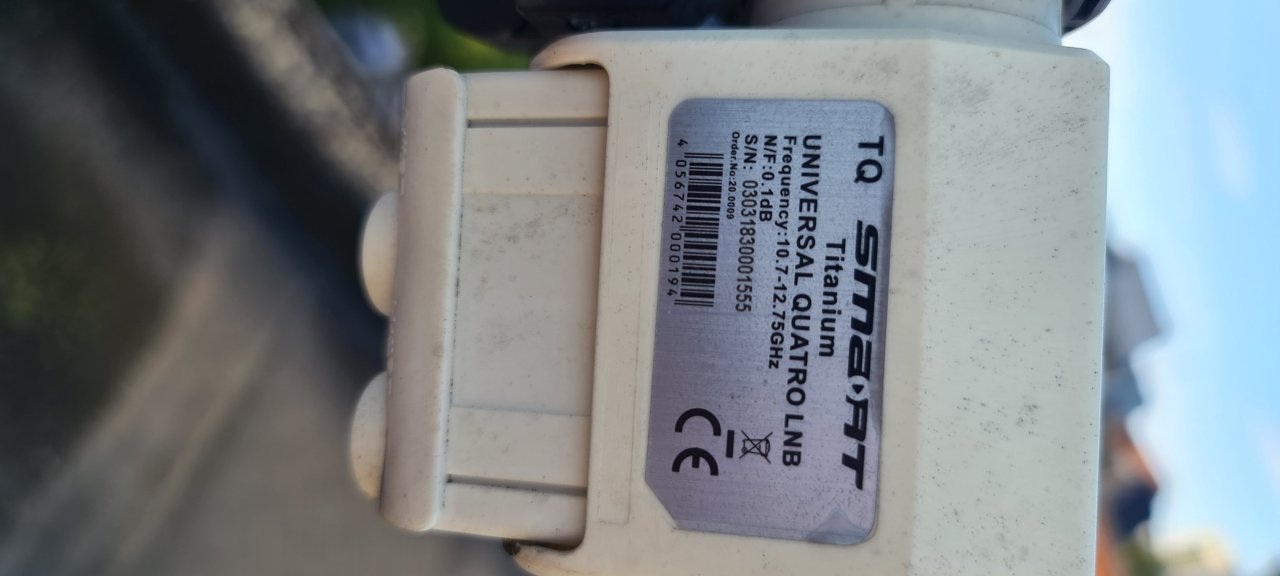 TQ SMART
Titanium
UNIVERSAL QUATRO LNB
Frequency:10.7-12.75GHz
N/F:0.1dB
S/N: 03031830001555
Order.No:20.0009
4 056742 000194
CE